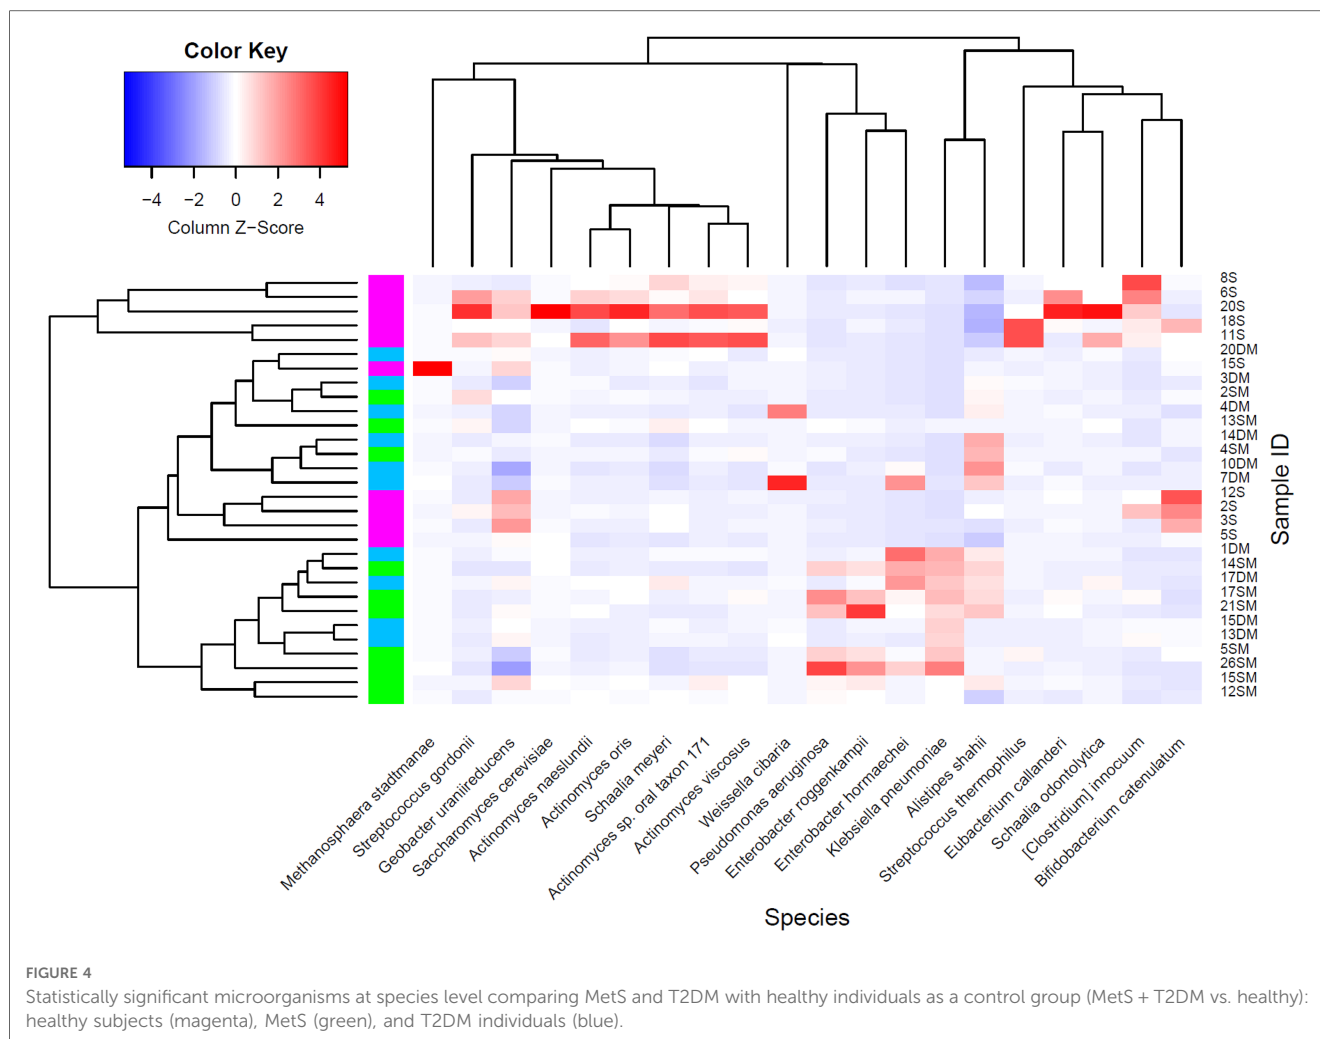 Color Key
−4 −2 0 2 4
Column Z−Score
8S
6S
20S
18S
11S
20DM
15S
3DM
2SM
4DM
13SM
14DM
4SM
10DM
7DM
12S
2S
3S
5S
1DM
14SM
17DM
17SM
21SM
15DM
13DM
5SM
26SM
15SM
12SM
Sample ID
Methanosphaera stadtmanae
Streptococcus gordonii
Geobacter uraniireducens
Saccharomyces cerevisiae
Actinomyces naeslundii
Actinomyces oris
Schaalia meyeri
Actinomyces sp. oral taxon 171
Actinomyces viscosus
Weissella cibaria
Pseudomonas aeruginosa
Enterobacter roggenkampii
Enterobacter hormaechei
Klebsiella pneumoniae
Alistipes shahii
Streptococcus thermophilus
Eubacterium callanderi
Schaalia odontolytica
[Clostridium] innocuum
Bifidobacterium catenulatum
Species
FIGURE 4
Statistically significant microorganisms at species level comparing MetS and T2DM with healthy individuals as a control group (MetS + T2DM vs. healthy):
healthy subjects (magenta), MetS (green), and T2DM individuals (blue).